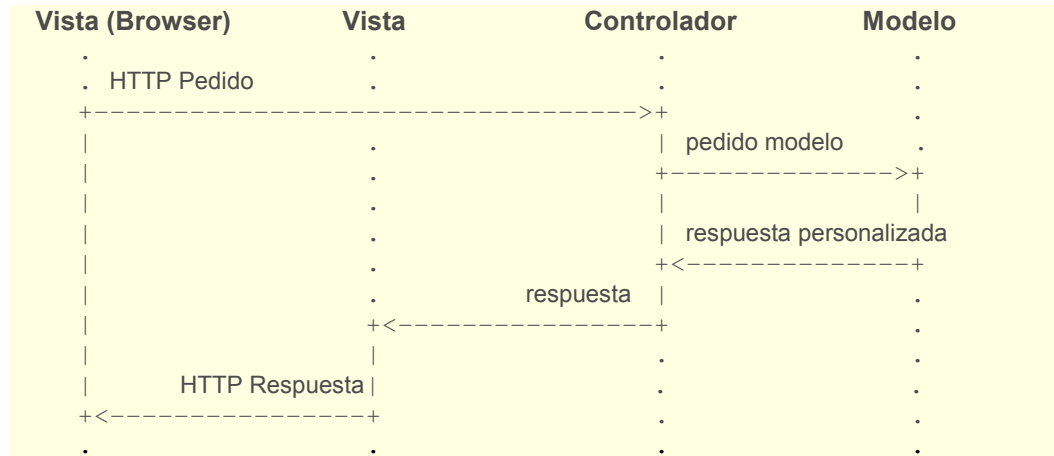 Vista (Browser) Vista Controlador Modelo
HTTP Pedido
pedido modelo
respuesta personalizada
respuesta
HTTP Respuesta